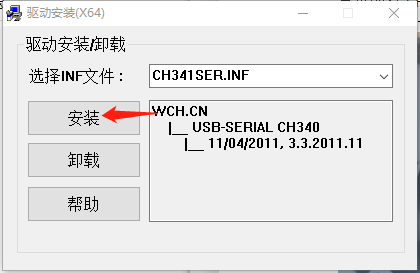 驱动安装(X64)
驱动安装/卸载
选择INF文件：
CH341SER.INF
安装
WCH.CN
|__ USB-SERIAL CH340
|__ 11/04/2011, 3.3.2011.11
卸载
帮助